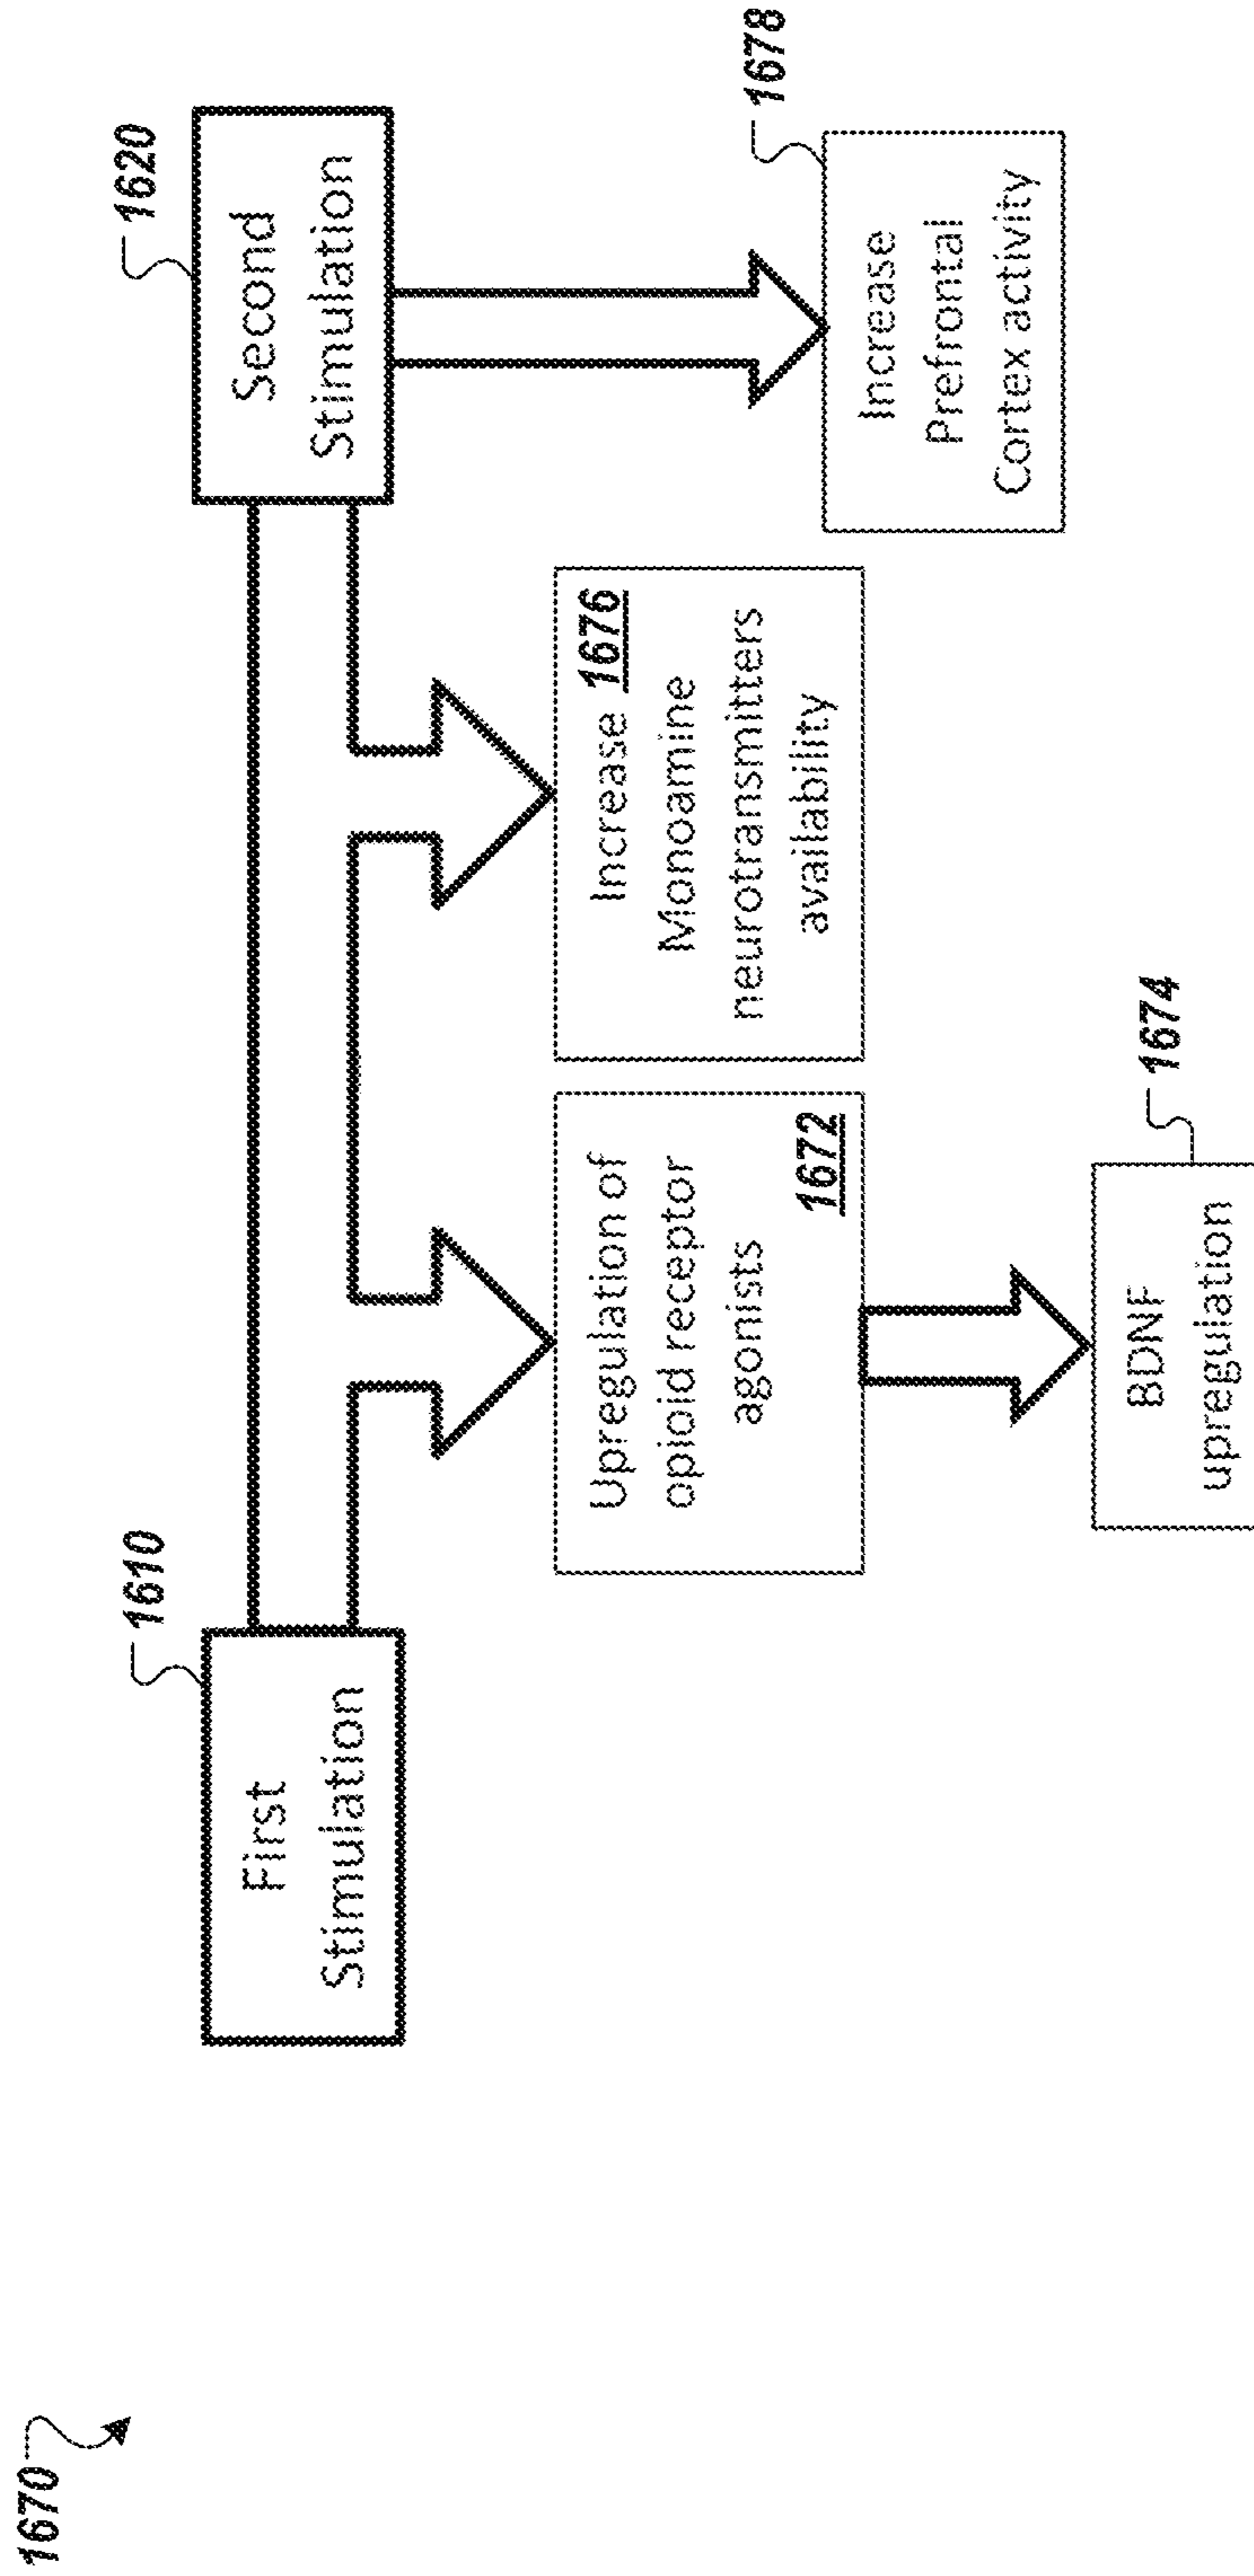 1670
1610
First
Stimulation
1620
Second
Stimulation
Upregulation of
opioid receptor
agonists
1672
Increase 1676
Monoamine
neurotransmitters
availability
1678
Increase
Prefrontal
Cortex activity
1674
BDNF
upregulation